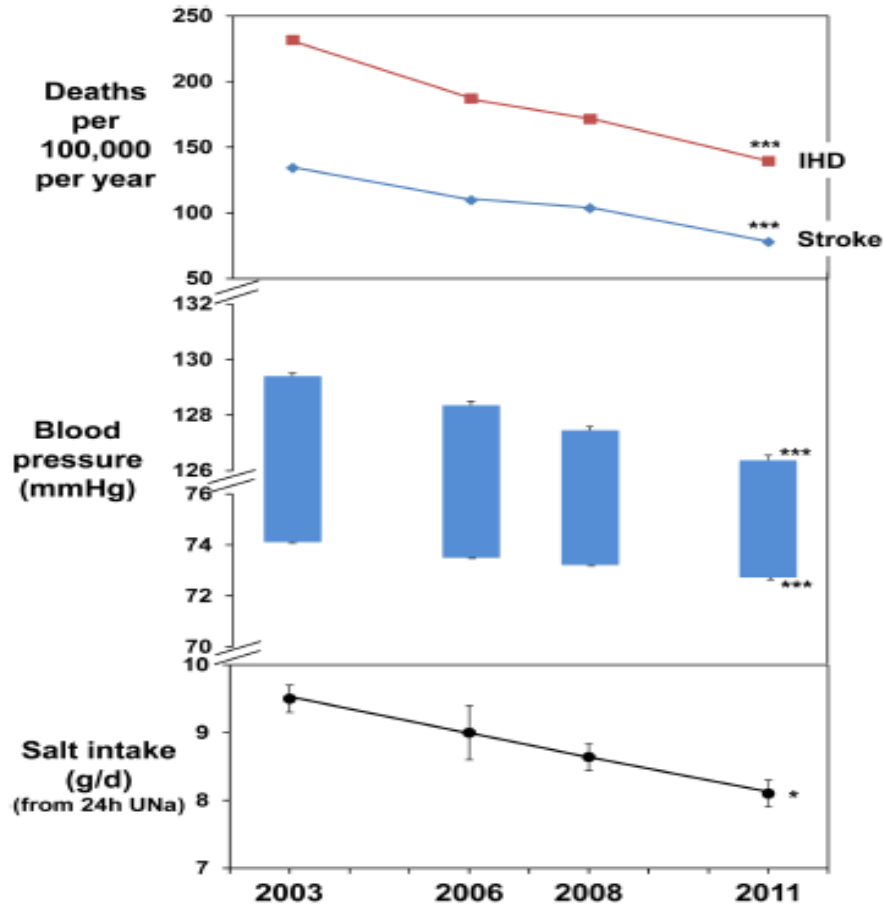 250
Deaths
per
100,000
per year
200
150
100
50
***
IHD
***
Stroke
132
130
128
126
76
74
72
70
Blood
pressure
(mmHg)
***
***
10
9
8
7
Salt intake
(g/d)
(from 24h UNa)
*
2003 2006 2008 2011